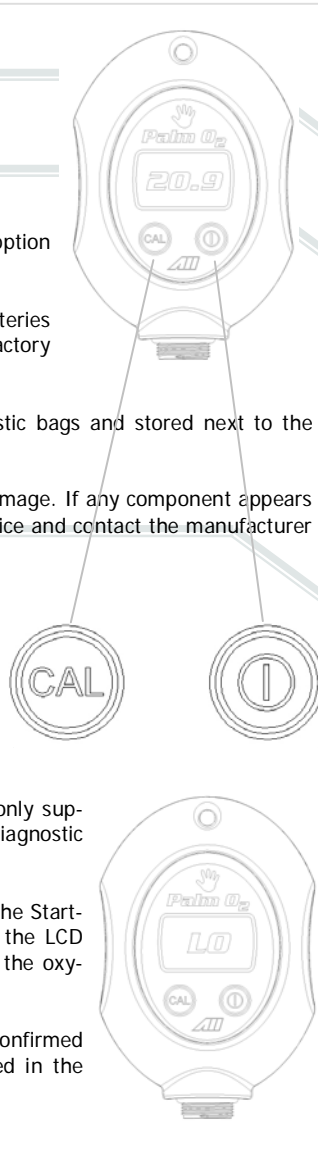 Palm O2
20.9
CAL
AII
option
teries
actory
stic bags and stored next to the
mage. If any component appears
ice and contact the manufacturer
CAL
only sup-
iagnostic
he Start-
the LCD
the oxy-
onfirmed
ed in the
Palm O2
LO
CAL
AII